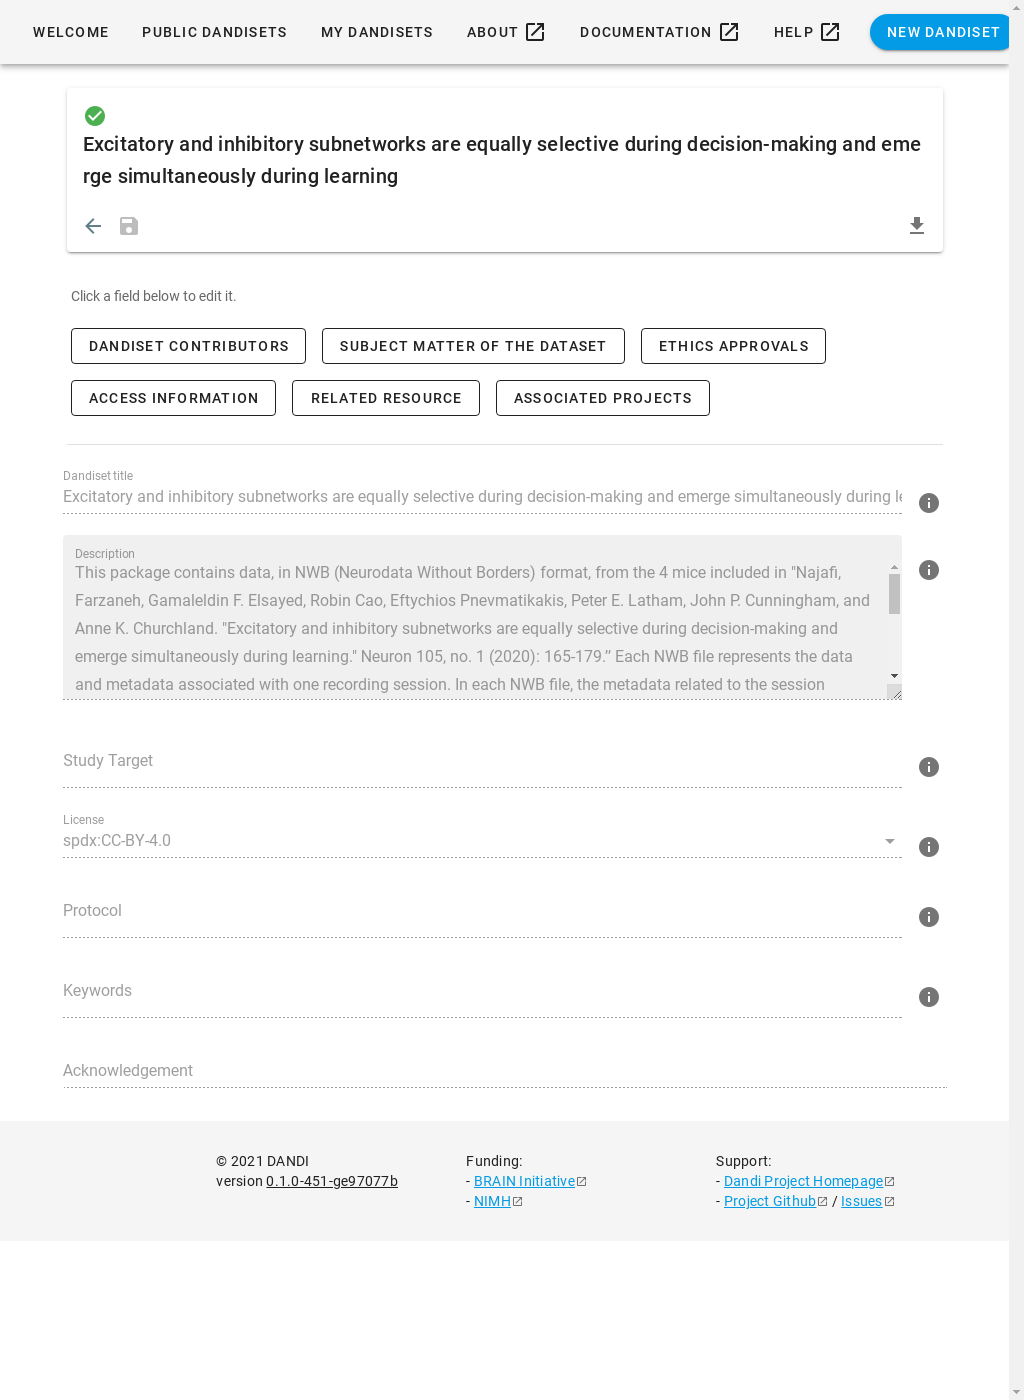 WELCOME PUBLIC DANDISETS MY DANDISETS ABOUT DOCUMENTATION HELP NEW DANDISET
Excitatory and inhibitory subnetworks are equally selective during decision-making and eme
rge simultaneously during learning
Click a field below to edit it.
DANDISET CONTRIBUTORS SUBJECT MATTER OF THE DATASET ETHICS APPROVALS
ACCESS INFORMATION RELATED RESOURCE ASSOCIATED PROJECTS
Dandiset title
Excitatory and inhibitory subnetworks are equally selective during decision-making and emerge simultaneously during le
Description
This package contains data, in NWB (Neurodata Without Borders) format, from the 4 mice included in "Najafi,
Farzaneh, Gamaleldin F. Elsayed, Robin Cao, Eftychios Pnevmatikakis, Peter E. Latham, John P. Cunningham, and
Anne K. Churchland. "Excitatory and inhibitory subnetworks are equally selective during decision-making and
emerge simultaneously during learning." Neuron 105, no. 1 (2020): 165-179.” Each NWB file represents the data
and metadata associated with one recording session. In each NWB file, the metadata related to the session
Study Target
License
spdx:CC-BY-4.0
Protocol
Keywords
Acknowledgement
© 2021 DANDI
version 0.1.0-451-ge97077b
Funding:
- BRAIN Initiative
- NIMH
Support:
- Dandi Project Homepage
- Project Github / Issues